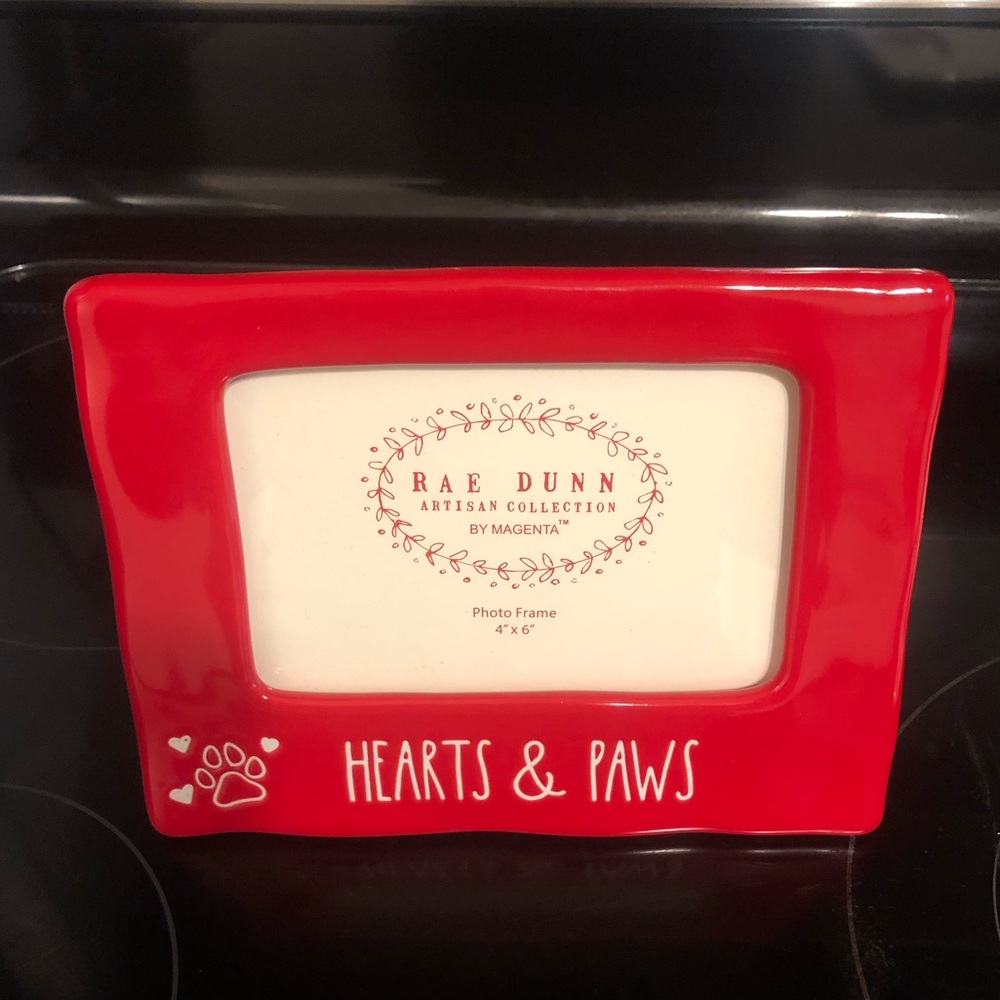 RAE DUNN
ARTISAN COLLECTION
BY MAGENTA™
Photo Frame
4" x 6"
HEARTS & PAWS